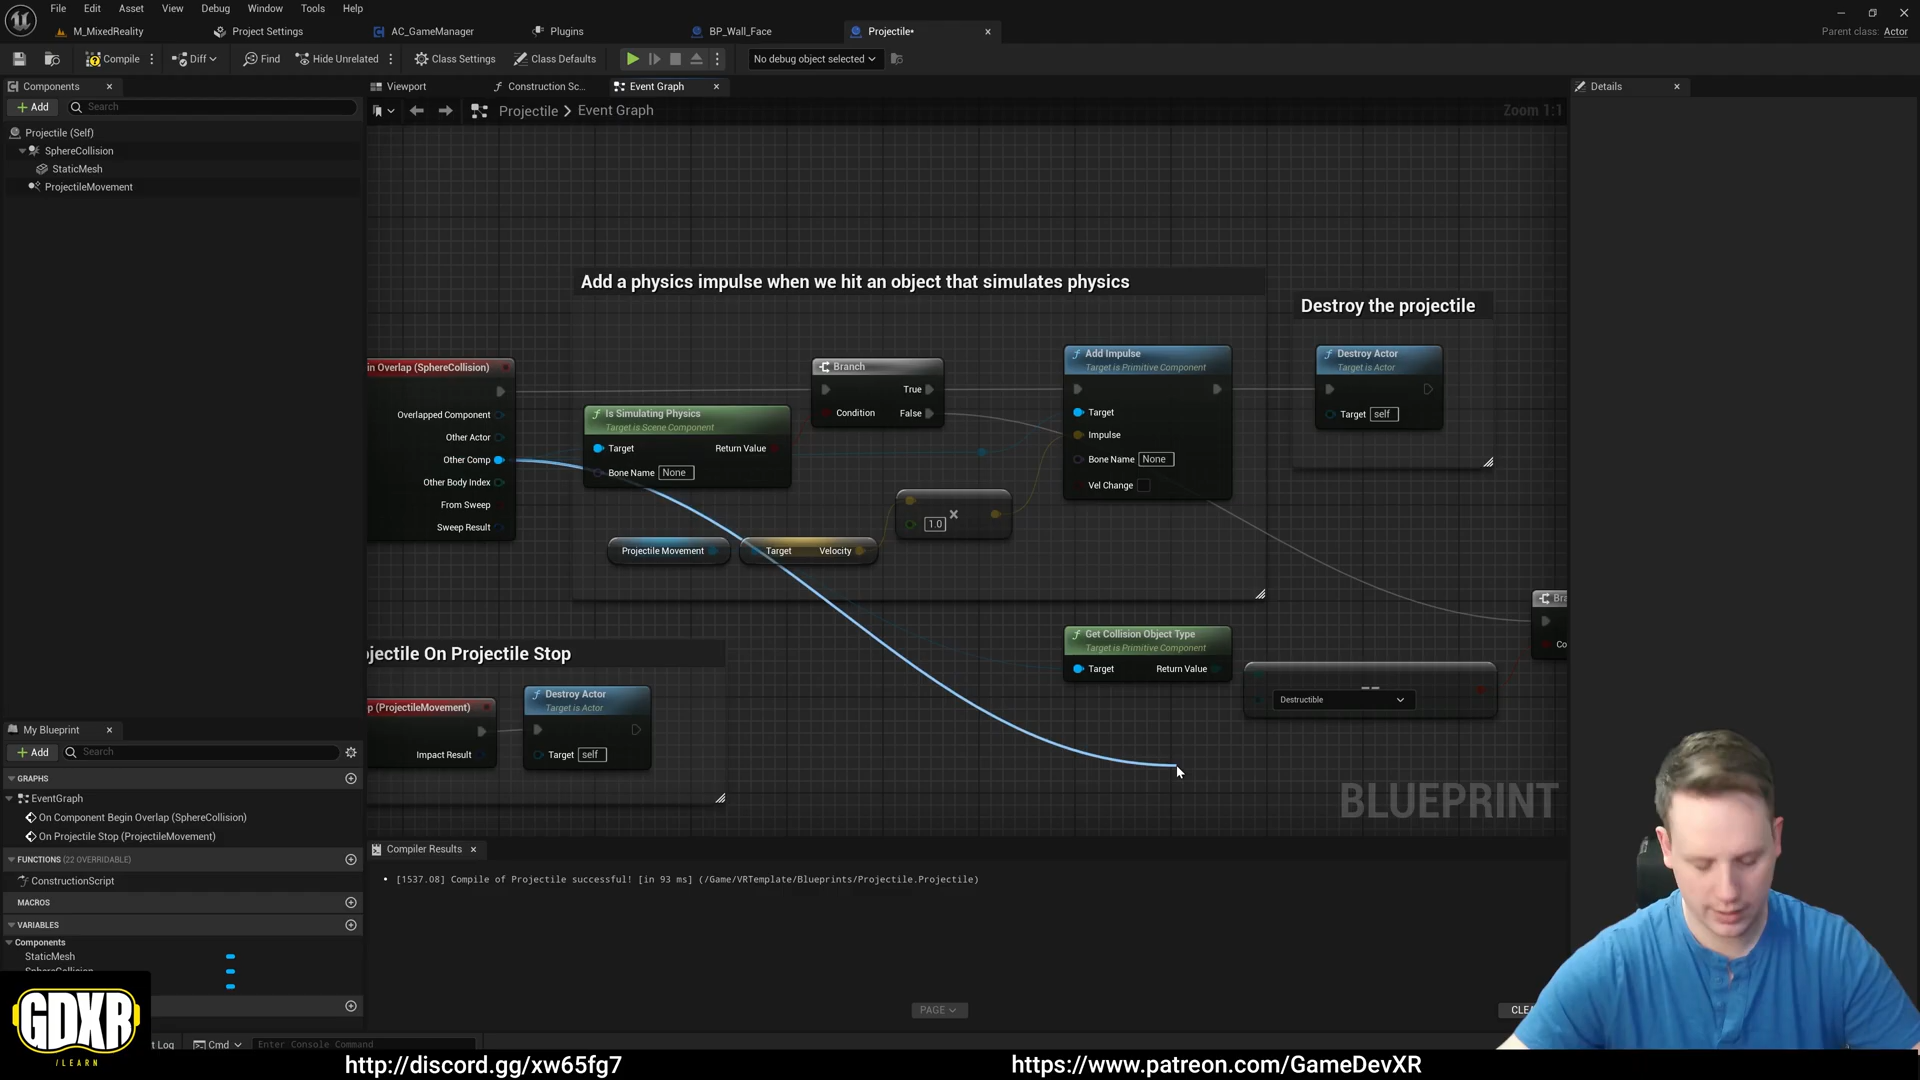 File Edit Asset View Debug Window Tools Help
M_MixedReality Project Settings AC_GameManager Plugins BP_Wall_Face Projectile*
Parent class: Actor
Compile Diff Find Hide Unrelated Class Settings Class Defaults No debug object selected
Components
Viewport Construction Sc... Event Graph
Details
Add Search
Projectile > Event Graph
Zoom 1:1
Projectile (Self)
SphereCollision
StaticMesh
ProjectileMovement
Add a physics impulse when we hit an object that simulates physics
Destroy the projectile
in Overlap (SphereCollision)
Overlapped Component
Other Actor
Other Comp
Other Body Index
From Sweep
Sweep Result
Is Simulating Physics
Target is Scene Component
Target Return Value
Bone Name None
Branch
True
Condition False
Add Impulse
Target is Primitive Component
Target
Impulse
Bone Name None
Vel Change
Destroy Actor
Target is Actor
Target self
1.0 ×
Projectile Movement
Target Velocity
Get Collision Object Type
Target is Primitive Component
Target Return Value
==
Destructible
Bra
Co
jectile On Projectile Stop
p (ProjectileMovement)
Impact Result
Destroy Actor
Target is Actor
Target self
BLUEPRINT
My Blueprint
Add Search
GRAPHS
EventGraph
On Component Begin Overlap (SphereCollision)
On Projectile Stop (ProjectileMovement)
FUNCTIONS (22 OVERRIDABLE)
ConstructionScript
MACROS
VARIABLES
Components
StaticMesh
SphereCollision
Compiler Results
[1537.08] Compile of Projectile successful! [in 93 ms] (/Game/VRTemplate/Blueprints/Projectile.Projectile)
PAGE
CLEA
GDXR
/LEARN
t Log Cmd Enter Console Command
http://discord.gg/xw65fg7
https://www.patreon.com/GameDevXR